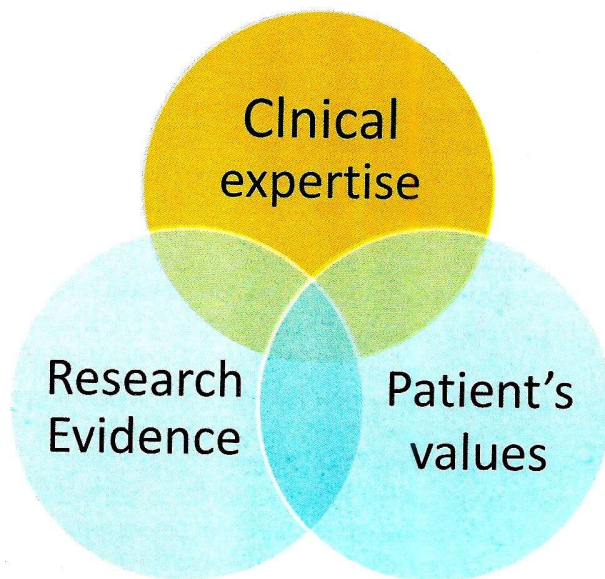 Clnical
expertise
Research
Evidence
Patient's
values